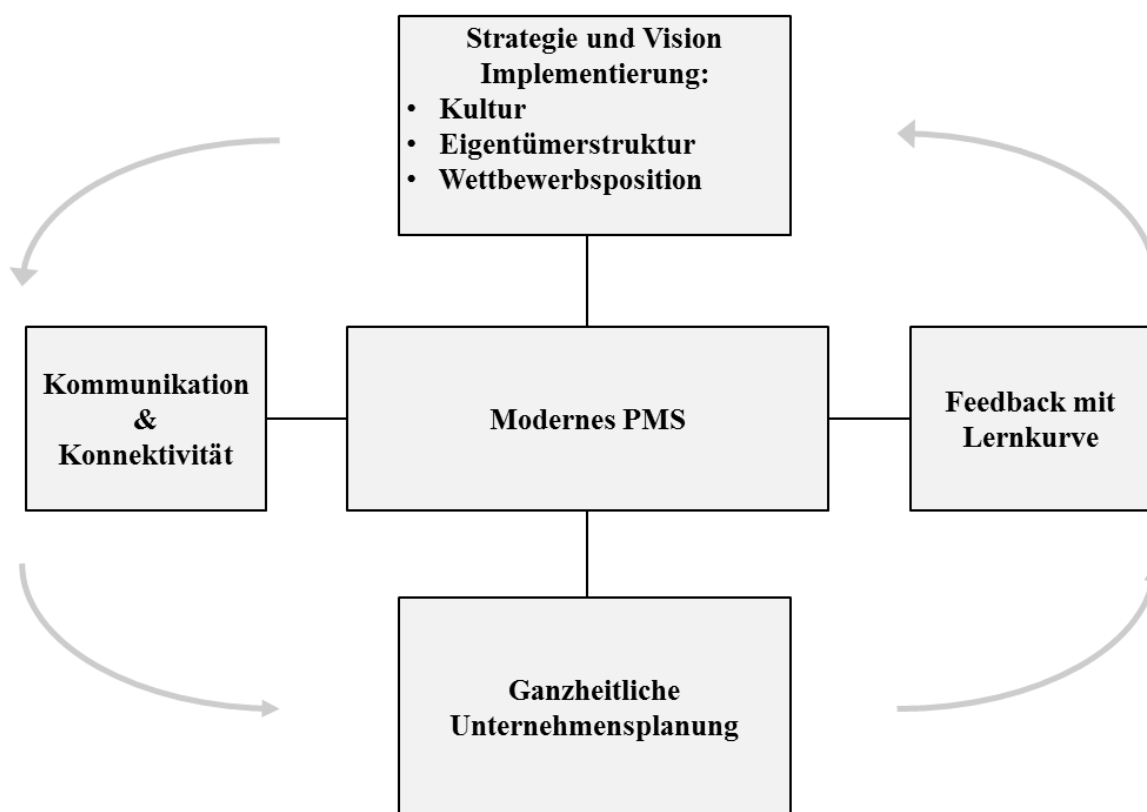 Strategie und Vision
Implementierung:
• Kultur
• Eigentümerstruktur
• Wettbewerbsposition
Kommunikation
&
Konnektivität
Modernes PMS
Feedback mit
Lernkurve
Ganzheitliche
Unternehmensplanung